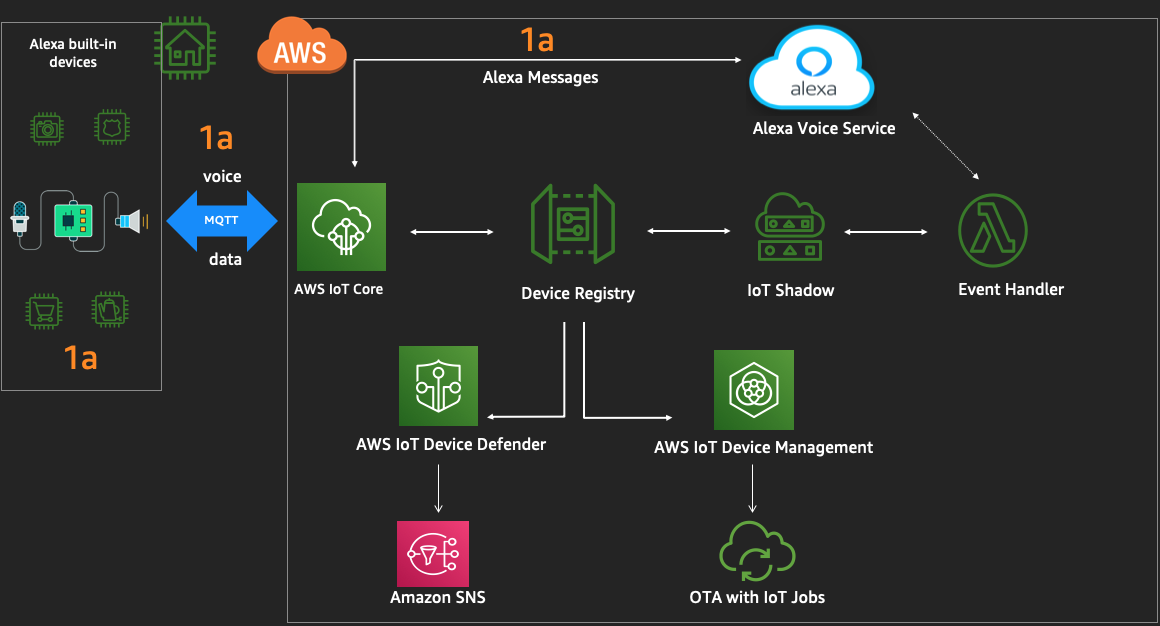 Alexa built-in
devices
AWS
1a
Alexa Messages
alexa
Alexa Voice Service
1a
voice
MQTT
data
AWS IoT Core
Device Registry
IoT Shadow
Event Handler
1a
AWS IoT Device Defender
AWS IoT Device Management
Amazon SNS
OTA with IoT Jobs